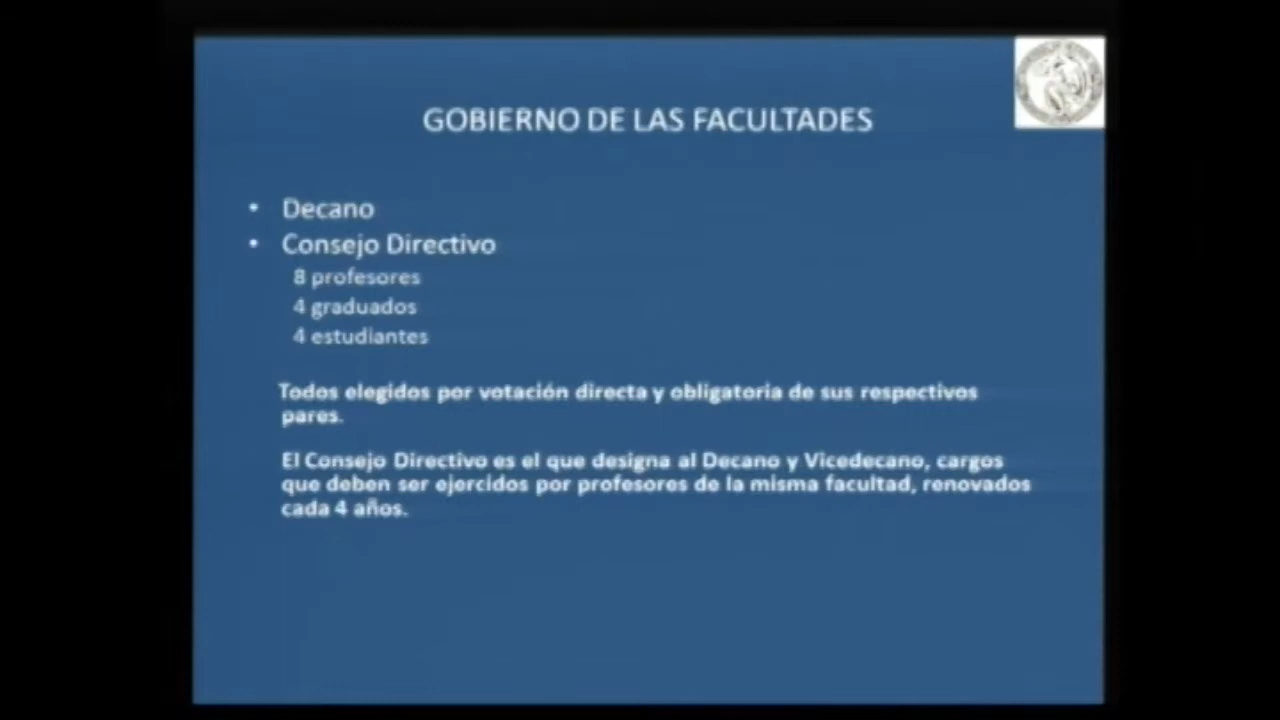 GOBIERNO DE LAS FACULTADES
• Decano
• Consejo Directivo
8 profesores
4 graduados
4 estudiantes
Todos elegidos por votación directa y obligatoria de sus respectivos
pares.
El Consejo Directivo es el que designa al Decano y Vicedecano, cargos
que deben ser ejercidos por profesores de la misma facultad, renovados
cada 4 años.